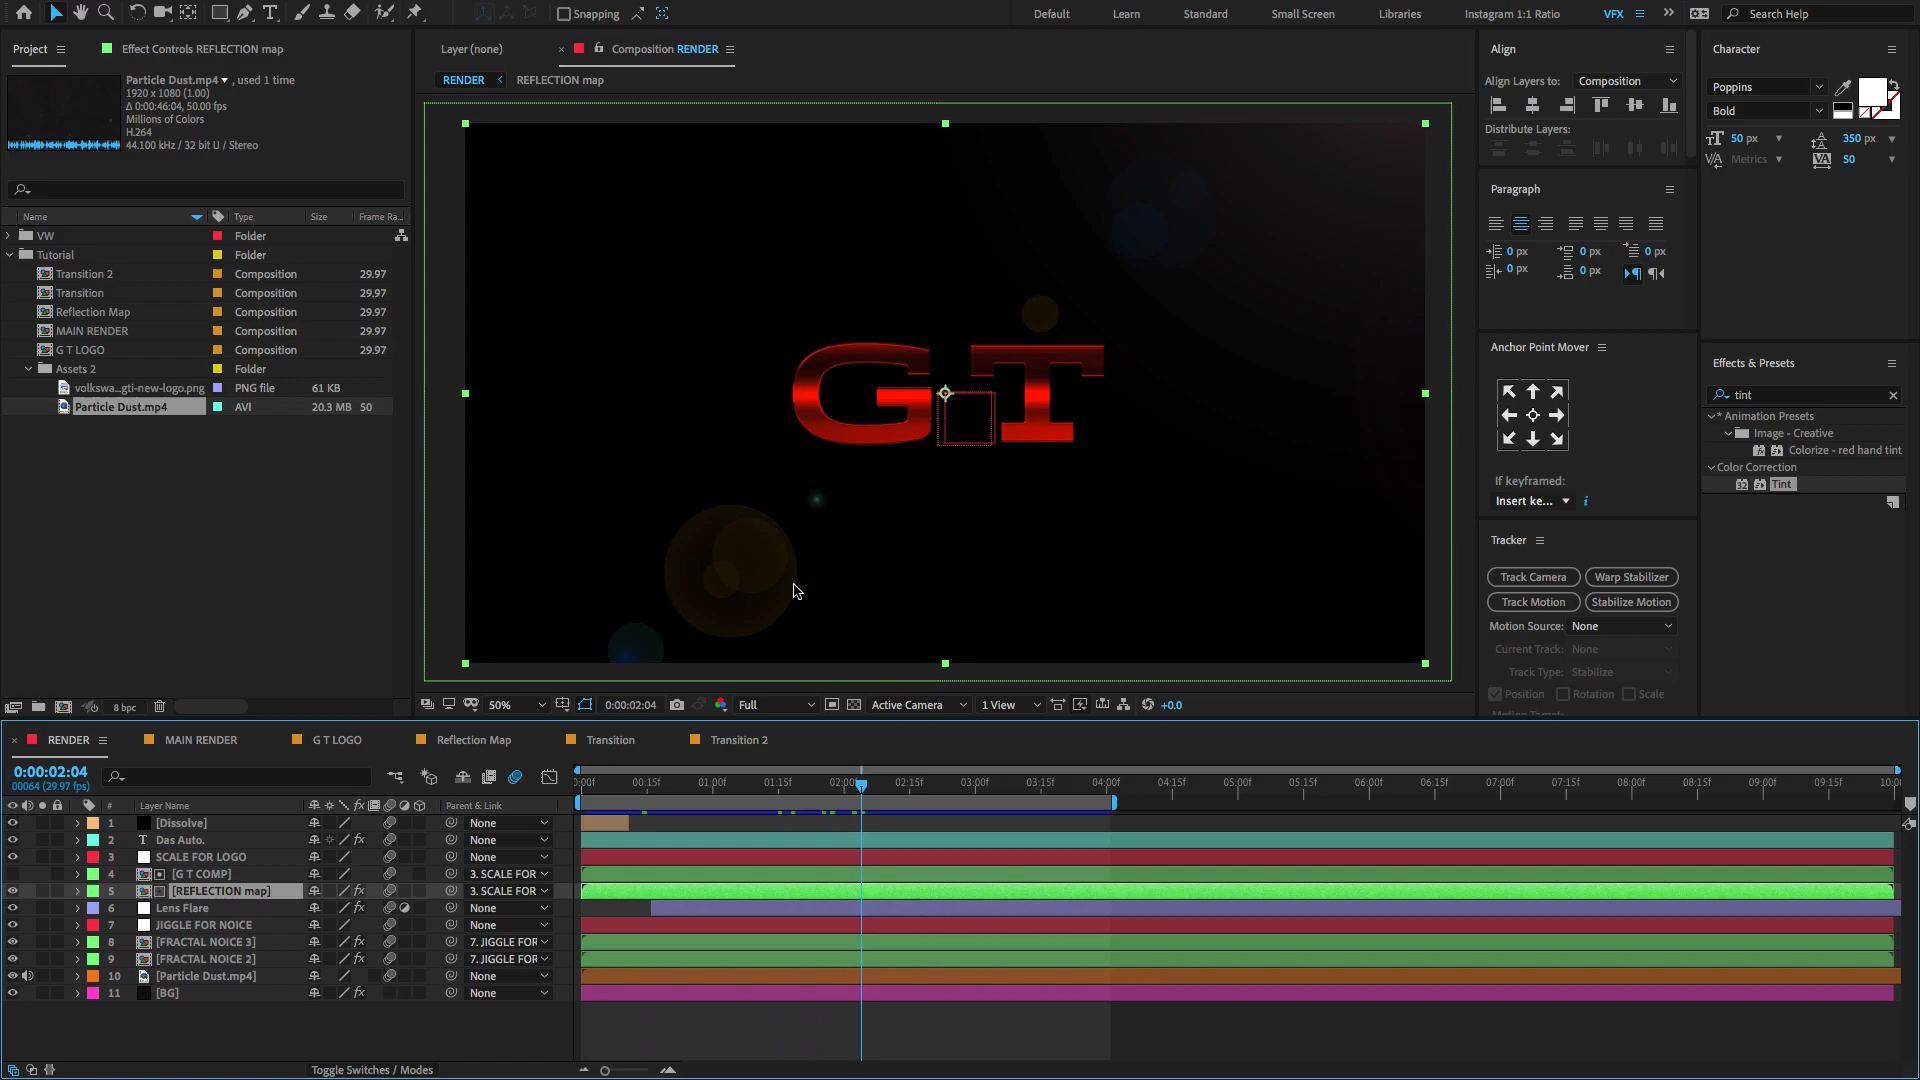 Snapping
Default
Learn
Standard
Small Screen
Libraries
Instagram 1:1 Ratio
VFX
Search Help
Project
Effect Controls REFLECTION map
Particle Dust.mp4 , used 1 time
1920 x 1080 (1.00)
Δ 0:00:46:04, 50.00 fps
Millions of Colors
H.264
44.100 kHz / 32 bit U / Stereo
Name Type Size Frame Ra...
VW Folder
Tutorial Folder
Transition 2 Composition 29.97
Transition Composition 29.97
Reflection Map Composition 29.97
MAIN RENDER Composition 29.97
G T LOGO Composition 29.97
Assets 2 Folder
volkswa...gti-new-logo.png PNG file 61 KB
Particle Dust.mp4 AVI 20.3 MB 50
8 bpc
Layer (none)
Composition RENDER
RENDER REFLECTION map
G T
50%
0:00:02:04
Full
Active Camera
1 View
+0.0
Align
Align Layers to: Composition
Distribute Layers:
Paragraph
0 px 0 px 0 px
0 px 0 px
Anchor Point Mover
If keyframed:
Insert ke...
Tracker
Track Camera Warp Stabilizer
Track Motion Stabilize Motion
Motion Source: None
Current Track: None
Track Type: Stabilize
Position Rotation Scale
Character
Poppins
Bold
50 px 350 px
Metrics 50
Effects & Presets
tint
* Animation Presets
Image - Creative
Colorize - red hand tint
Color Correction
32 Tint
RENDER
MAIN RENDER
G T LOGO
Reflection Map
Transition
Transition 2
0:00:02:04
00064 (29.97 fps)
:00f 00:15f 01:00f 01:15f 02:00f 02:15f 03:00f 03:15f 04:00f 04:15f 05:00f 05:15f 06:00f 06:15f 07:00f 07:15f 08:00f 08:15f 09:00f 09:15f 10:0
# Layer Name fx Parent & Link
1 [Dissolve] None
2 T Das Auto. fx None
3 SCALE FOR LOGO None
4 [G T COMP] 3. SCALE FOR
5 [REFLECTION map] fx 3. SCALE FOR
6 Lens Flare fx None
7 JIGGLE FOR NOICE None
8 [FRACTAL NOICE 3] fx 7. JIGGLE FOR
9 [FRACTAL NOICE 2] fx 7. JIGGLE FOR
10 [Particle Dust.mp4] None
11 [BG] fx None
Toggle Switches / Modes